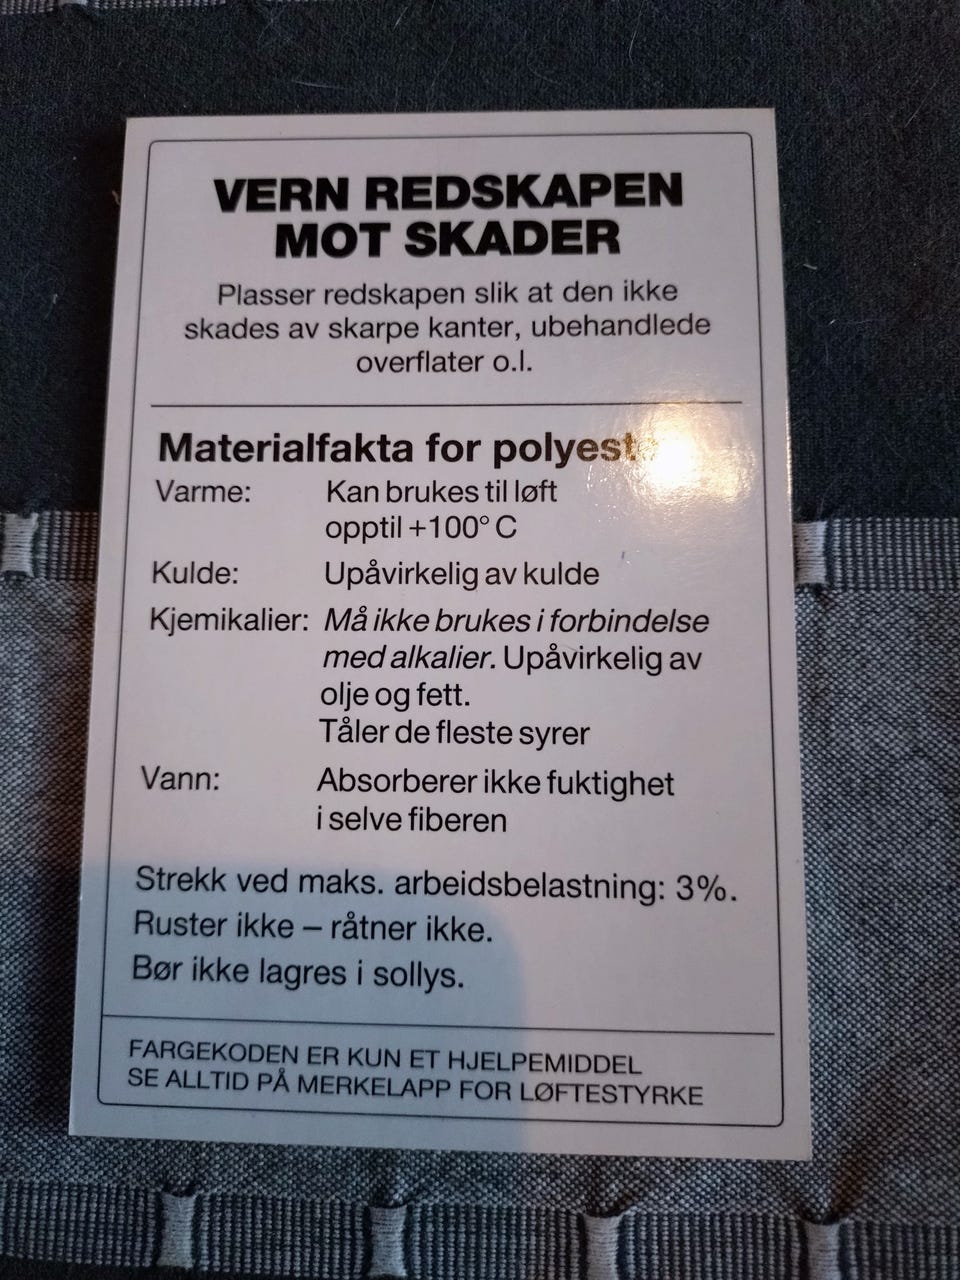 VERN REDSKAPEN
MOT SKADER
Plasser redskapen slik at den ikke
skades av skarpe kanter, ubehandlede
overflater o.l.
Materialfakta for polyest
Varme: Kan brukes til løft
opptil +100° C
Kulde: Upåvirkelig av kulde
Kjemikalier: Må ikke brukes i forbindelse
med alkalier. Upåvirkelig av
olje og fett.
Tåler de fleste syrer
Vann: Absorberer ikke fuktighet
i selve fiberen
Strekk ved maks. arbeidsbelastning: 3%.
Ruster ikke – råtner ikke.
Bør ikke lagres i sollys.
FARGEKODEN ER KUN ET HJELPEMIDDEL
SE ALLTID PÅ MERKELAPP FOR LØFTESTYRKE